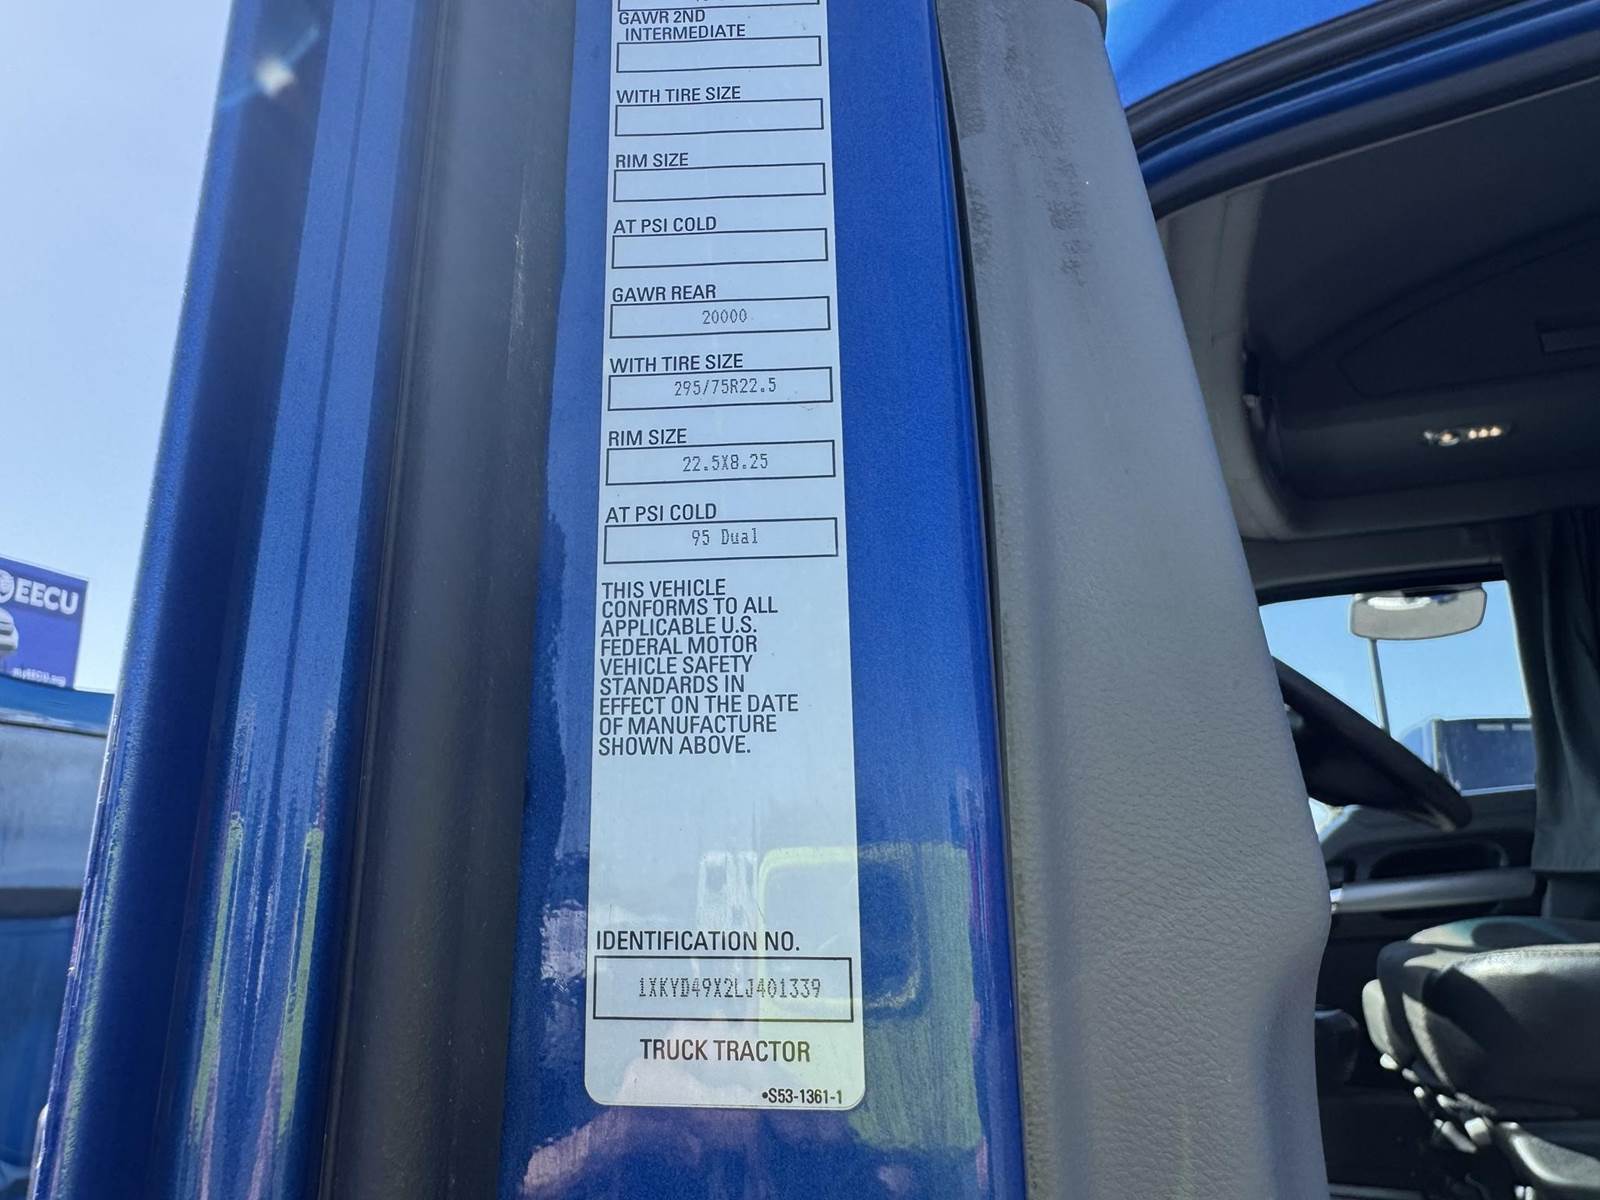 GAWR 2ND
INTERMEDIATE
WITH TIRE SIZE
RIM SIZE
AT PSI COLD
GAWR REAR
20000
WITH TIRE SIZE
295/75R22.5
RIM SIZE
22.5X8.25
AT PSI COLD
95 Dual
THIS VEHICLE
CONFORMS TO ALL
APPLICABLE U.S.
FEDERAL MOTOR
VEHICLE SAFETY
STANDARDS IN
EFFECT ON THE DATE
OF MANUFACTURE
SHOWN ABOVE.
IDENTIFICATION NO.
1XKYD49X2LJ401339
TRUCK TRACTOR
•S53-1361-1
EECU
myEECU.org